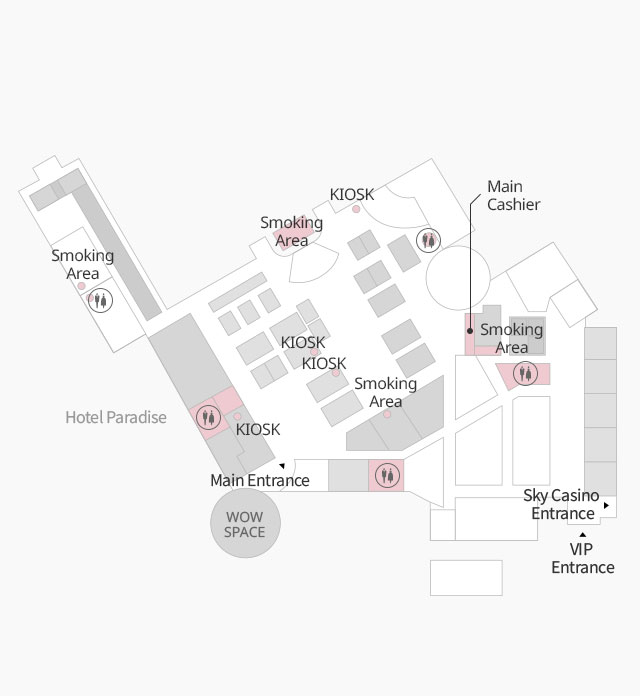 KIOSK
Main
Cashier
Smoking
Area
Smoking
Area
Smoking
Area
KIOSK
KIOSK
Smoking
Area
Hotel Paradise
KIOSK
Main Entrance
WOW
SPACE
Sky Casino
Entrance
VIP
Entrance